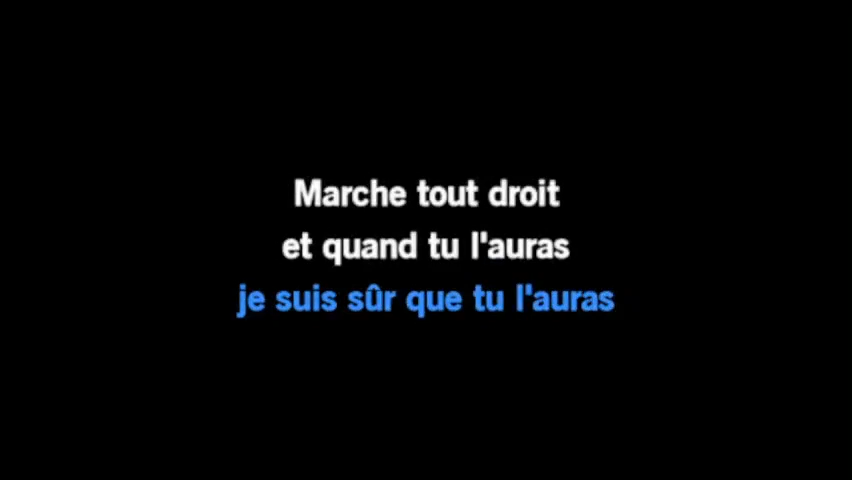 Marche tout droit
et quand tu l'auras
je suis sûr que tu l'auras